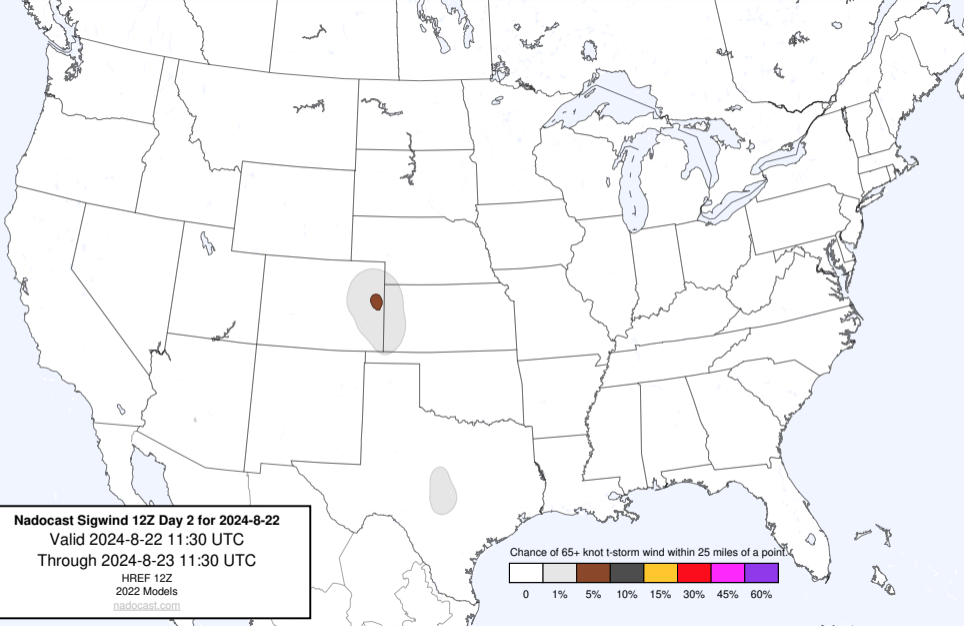 Nadocast Sigwind 12Z Day 2 for 2024-8-22
Valid 2024-8-22 11:30 UTC
Through 2024-8-23 11:30 UTC
HREF 12Z
2022 Models
nadocast.com
Chance of 65+ knot t-storm wind within 25 miles of a point.
0 1% 5% 10% 15% 30% 45% 60%